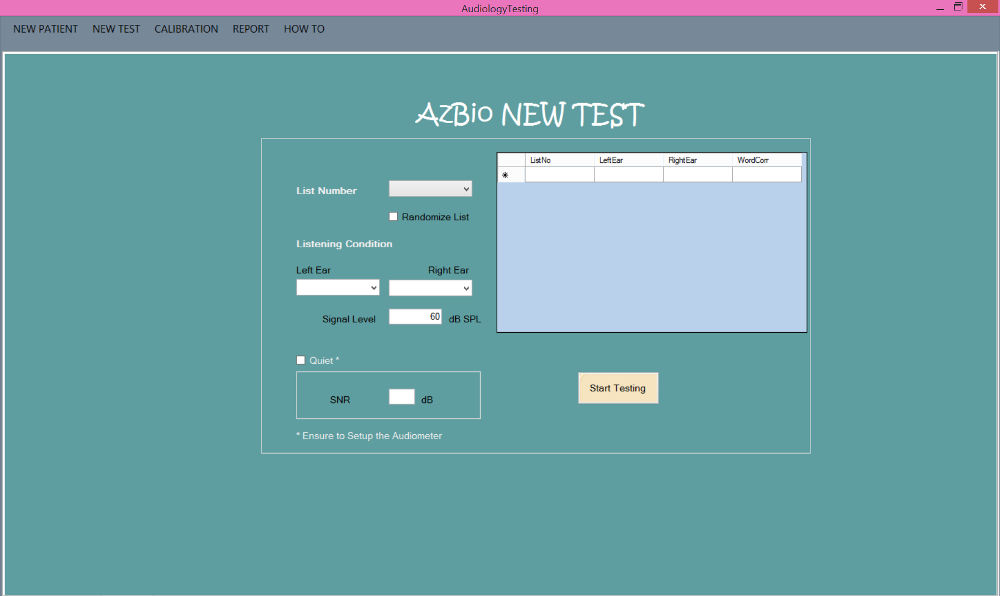 AudiologyTesting
NEW PATIENT NEW TEST CALIBRATION REPORT HOW TO
AzBio NEW TEST
ListNo LeftEar RightEar WordCorr
List Number
Randomize List
Listening Condition
Left Ear Right Ear
Signal Level 60 dB SPL
Quiet *
SNR dB
Start Testing
* Ensure to Setup the Audiometer